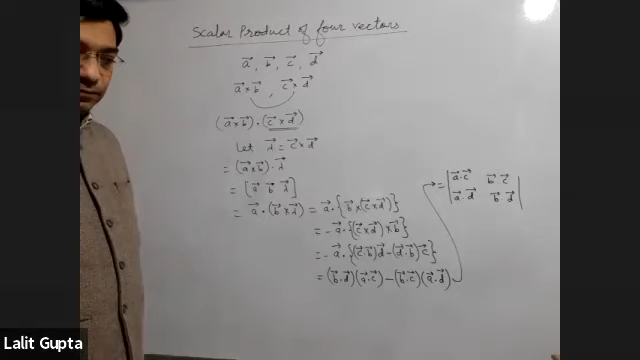 Scalar Product of four vectors
→a, →b, →c, →d
→a×→b , →c×→d
(→a×→b)·(→c×→d)
Let →λ = →c×→d
= (→a×→b)·→λ
= [→a →b →λ]
= →a·(→b×→λ) = →a·{→b×(→c×→d)}
= -→a·{(→c×→d)×→b}
= -→a·{(→c·→b)→d-(→d·→b)→c}
= (→b·→d)(→a·→c)-(→b·→c)(→a·→d)
= |→a·→c →b·→c|
|→a·→d →b·→d|
Lalit Gupta